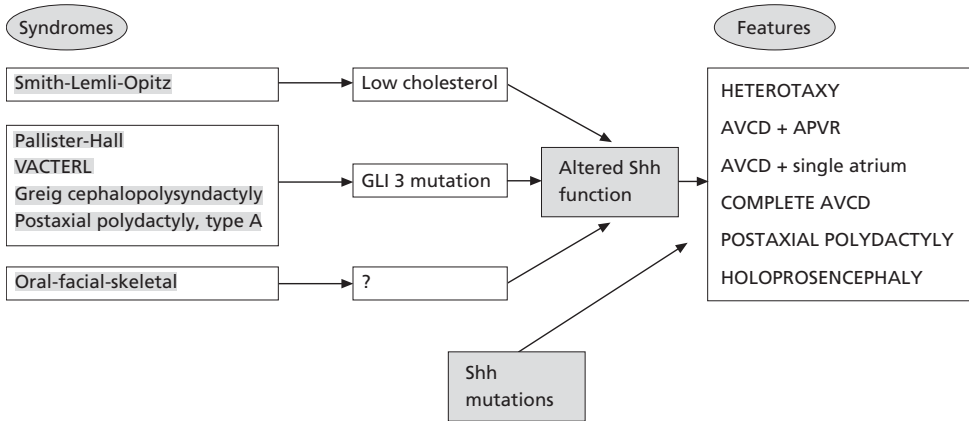 Syndromes
Features
Smith-Lemli-Opitz
Low cholesterol
Pallister-Hall
VACTERL
Greig cephalopolysyndactyly
Postaxial polydactyly, type A
GLI 3 mutation
Oral-facial-skeletal
?
Altered Shh
function
Shh
mutations
HETEROTAXY
AVCD + APVR
AVCD + single atrium
COMPLETE AVCD
POSTAXIAL POLYDACTYLY
HOLOPROSENCEPHALY